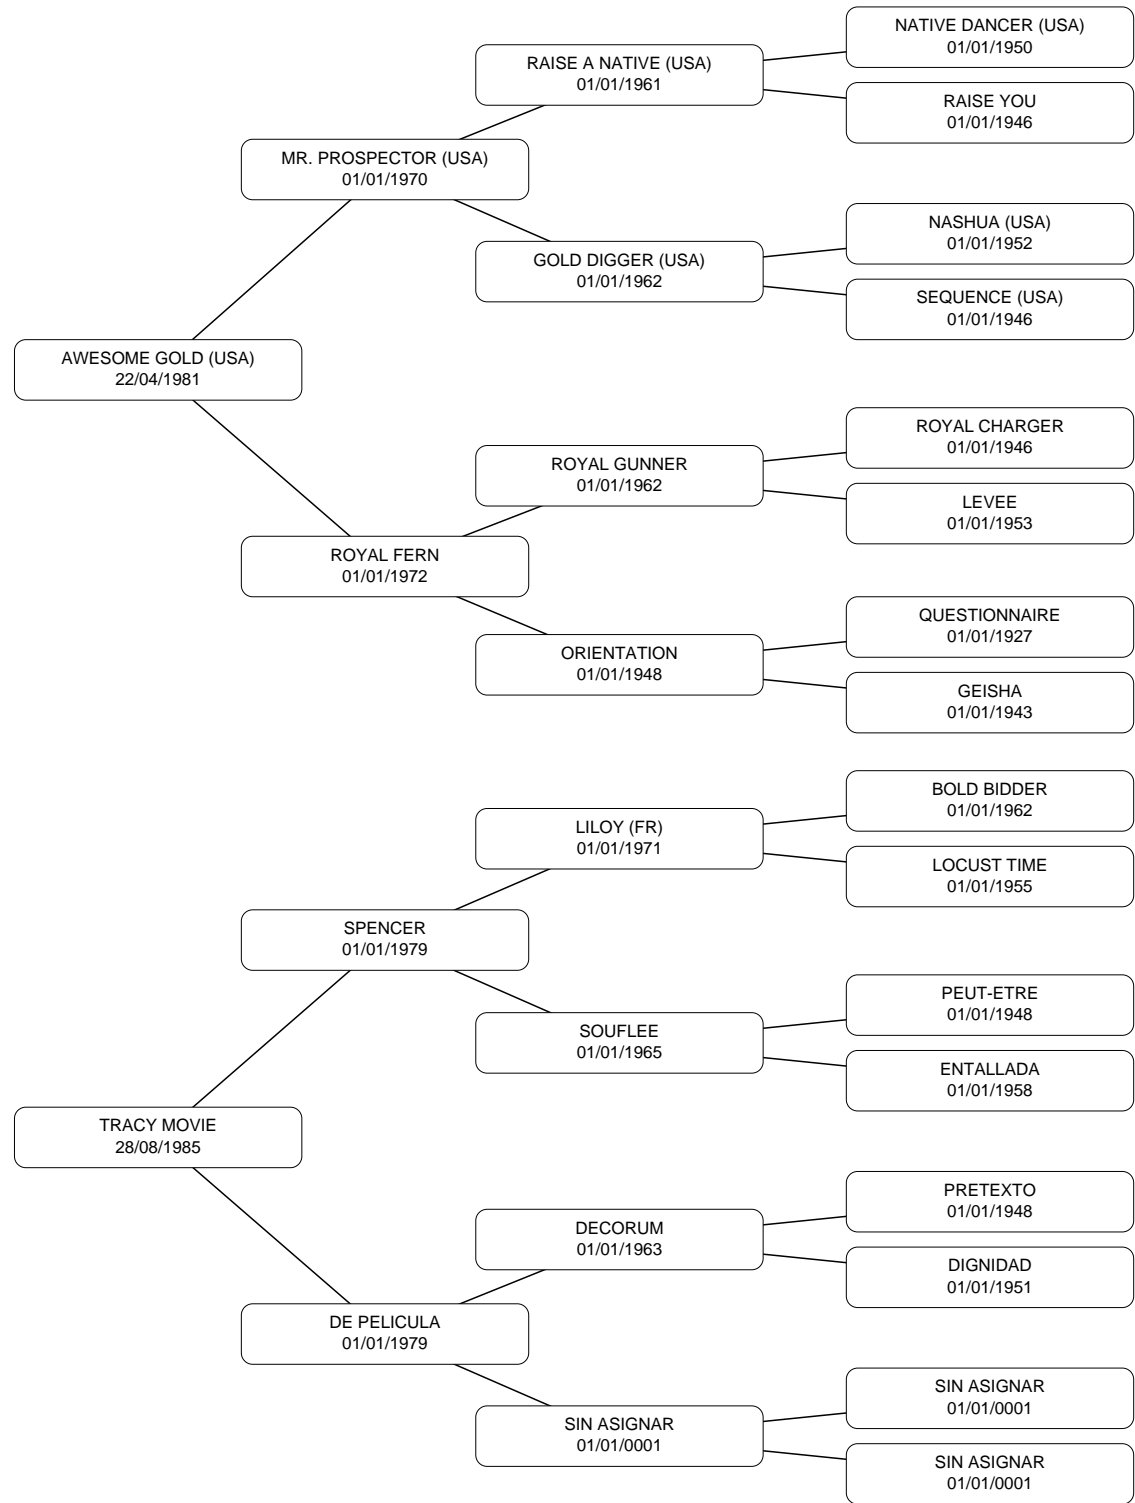 NATIVE DANCER (USA)
01/01/1950
RAISE A NATIVE (USA)
01/01/1961
RAISE YOU
01/01/1946
MR. PROSPECTOR (USA)
01/01/1970
NASHUA (USA)
01/01/1952
GOLD DIGGER (USA)
01/01/1962
SEQUENCE (USA)
01/01/1946
AWESOME GOLD (USA)
22/04/1981
ROYAL CHARGER
01/01/1946
ROYAL GUNNER
01/01/1962
LEVEE
01/01/1953
ROYAL FERN
01/01/1972
QUESTIONNAIRE
01/01/1927
ORIENTATION
01/01/1948
GEISHA
01/01/1943
BOLD BIDDER
01/01/1962
LILOY (FR)
01/01/1971
LOCUST TIME
01/01/1955
SPENCER
01/01/1979
PEUT-ETRE
01/01/1948
SOUFLEE
01/01/1965
ENTALLADA
01/01/1958
TRACY MOVIE
28/08/1985
PRETEXTO
01/01/1948
DECORUM
01/01/1963
DIGNIDAD
01/01/1951
DE PELICULA
01/01/1979
SIN ASIGNAR
01/01/0001
SIN ASIGNAR
01/01/0001
SIN ASIGNAR
01/01/0001